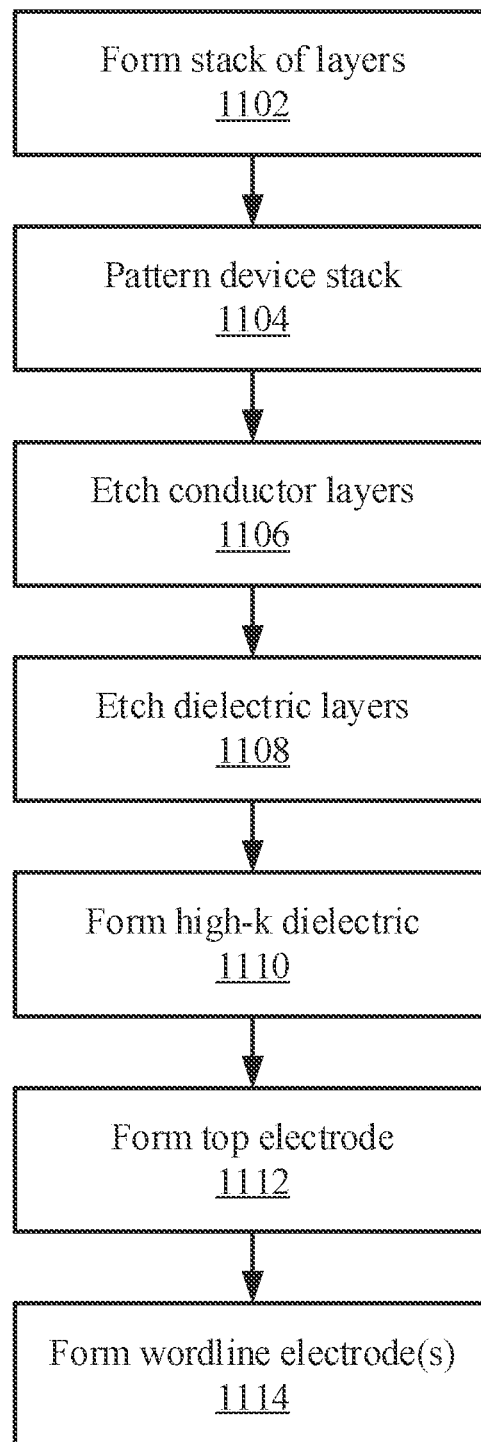 Form stack of layers
1102
Pattern device stack
1104
Etch conductor layers
1106
Etch dielectric layers
1108
Form high-k dielectric
1110
Form top electrode
1112
Form wordline electrode(s)
1114